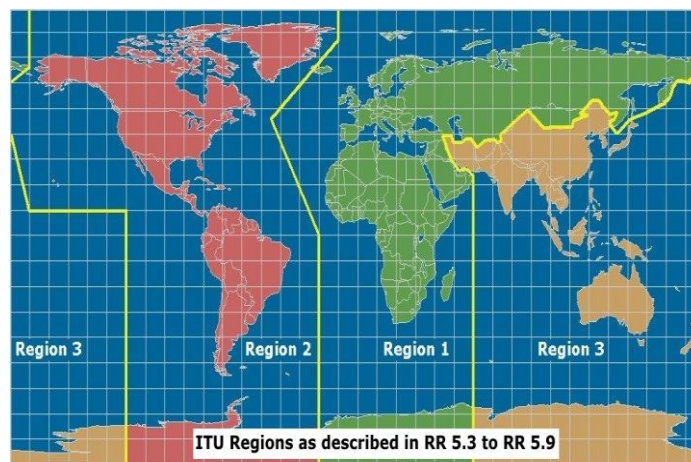 Region 3
Region 2
Region 1
Region 3
ITU Regions as described in RR 5.3 to RR 5.9